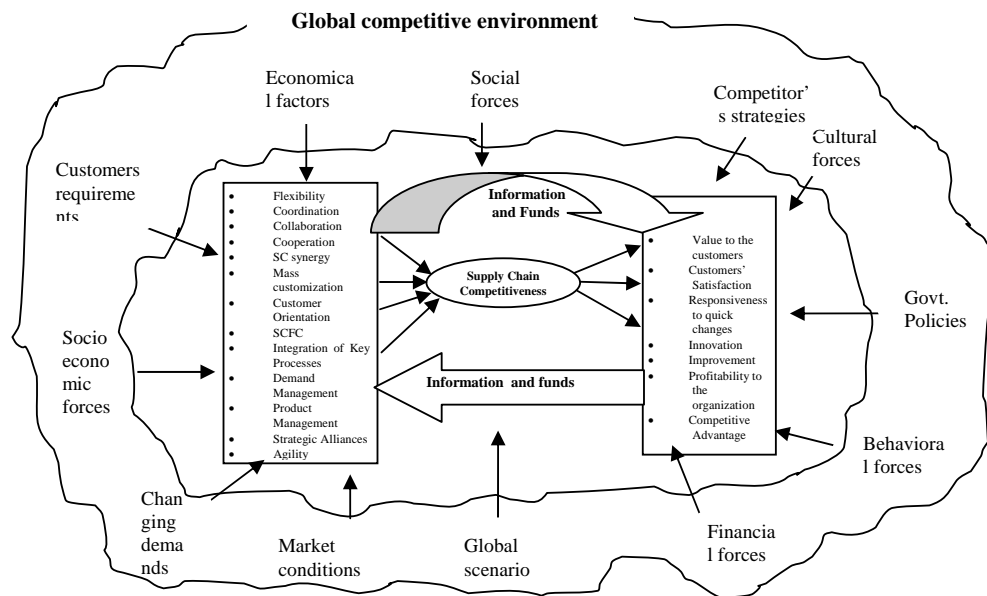 Global competitive environment
Economica
l factors
Social
forces
Competitor'
s strategies
Cultural
forces
Customers
requireme
nts
Socio
econo
mic
forces
Chan
ging
dema
nds
Market
conditions
Global
scenario
Financia
l forces
Behaviora
l forces
Govt.
Policies
• Flexibility
• Coordination
• Collaboration
• Cooperation
• SC synergy
• Mass
customization
• Customer
Orientation
• SCFC
• Integration of Key
Processes
• Demand
Management
• Product
Management
• Strategic Alliances
• Agility
Information
and Funds
Supply Chain
Competitiveness
Information and funds
• Value to the
customers
• Customers'
Satisfaction
• Responsiveness
to quick
changes
• Innovation
• Improvement
• Profitability to
the
organization
• Competitive
Advantage